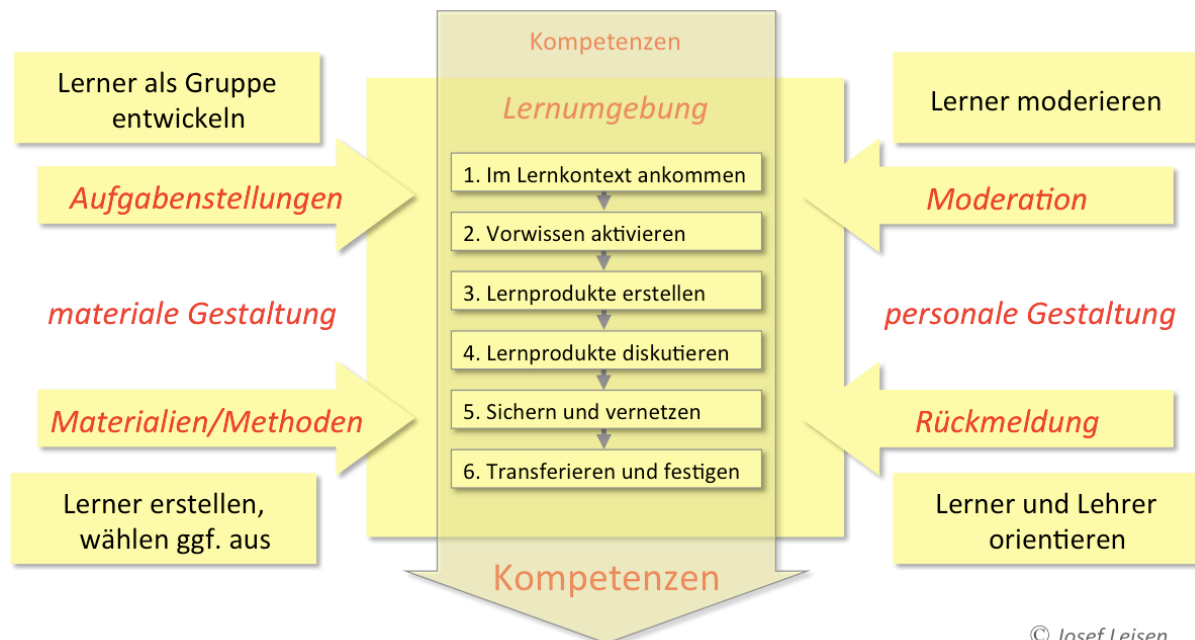 Kompetenzen
Lerner als Gruppe
entwickeln
Lernumgebung
Lerner moderieren
Aufgabenstellungen
1. Im Lernkontext ankommen
Moderation
2. Vorwissen aktivieren
materiale Gestaltung
3. Lernprodukte erstellen
personale Gestaltung
4. Lernprodukte diskutieren
Materialien/Methoden
5. Sichern und vernetzen
Rückmeldung
6. Transferieren und festigen
Lerner erstellen,
wählen ggf. aus
Lerner und Lehrer
orientieren
Kompetenzen
© Josef Leisen